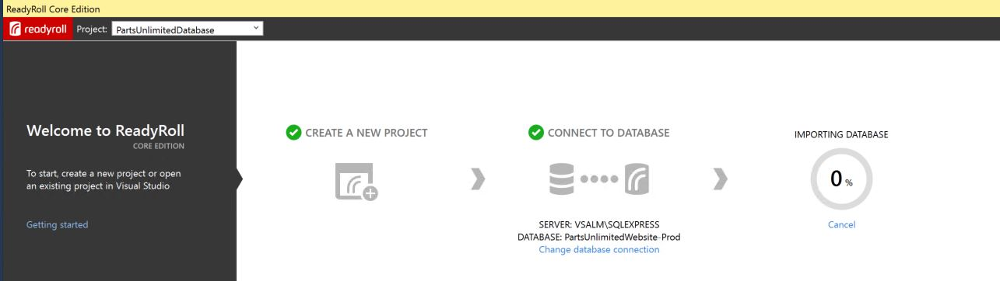 ReadyRoll Core Edition
readyroll Project: PartsUnlimitedDatabase
Welcome to ReadyRoll
CORE EDITION
To start, create a new project or open
an existing project in Visual Studio
Getting started
CREATE A NEW PROJECT
CONNECT TO DATABASE
SERVER: VSALM\SQLEXPRESS
DATABASE: PartsUnlimitedWebsite-Prod
Change database connection
IMPORTING DATABASE
0 %
Cancel